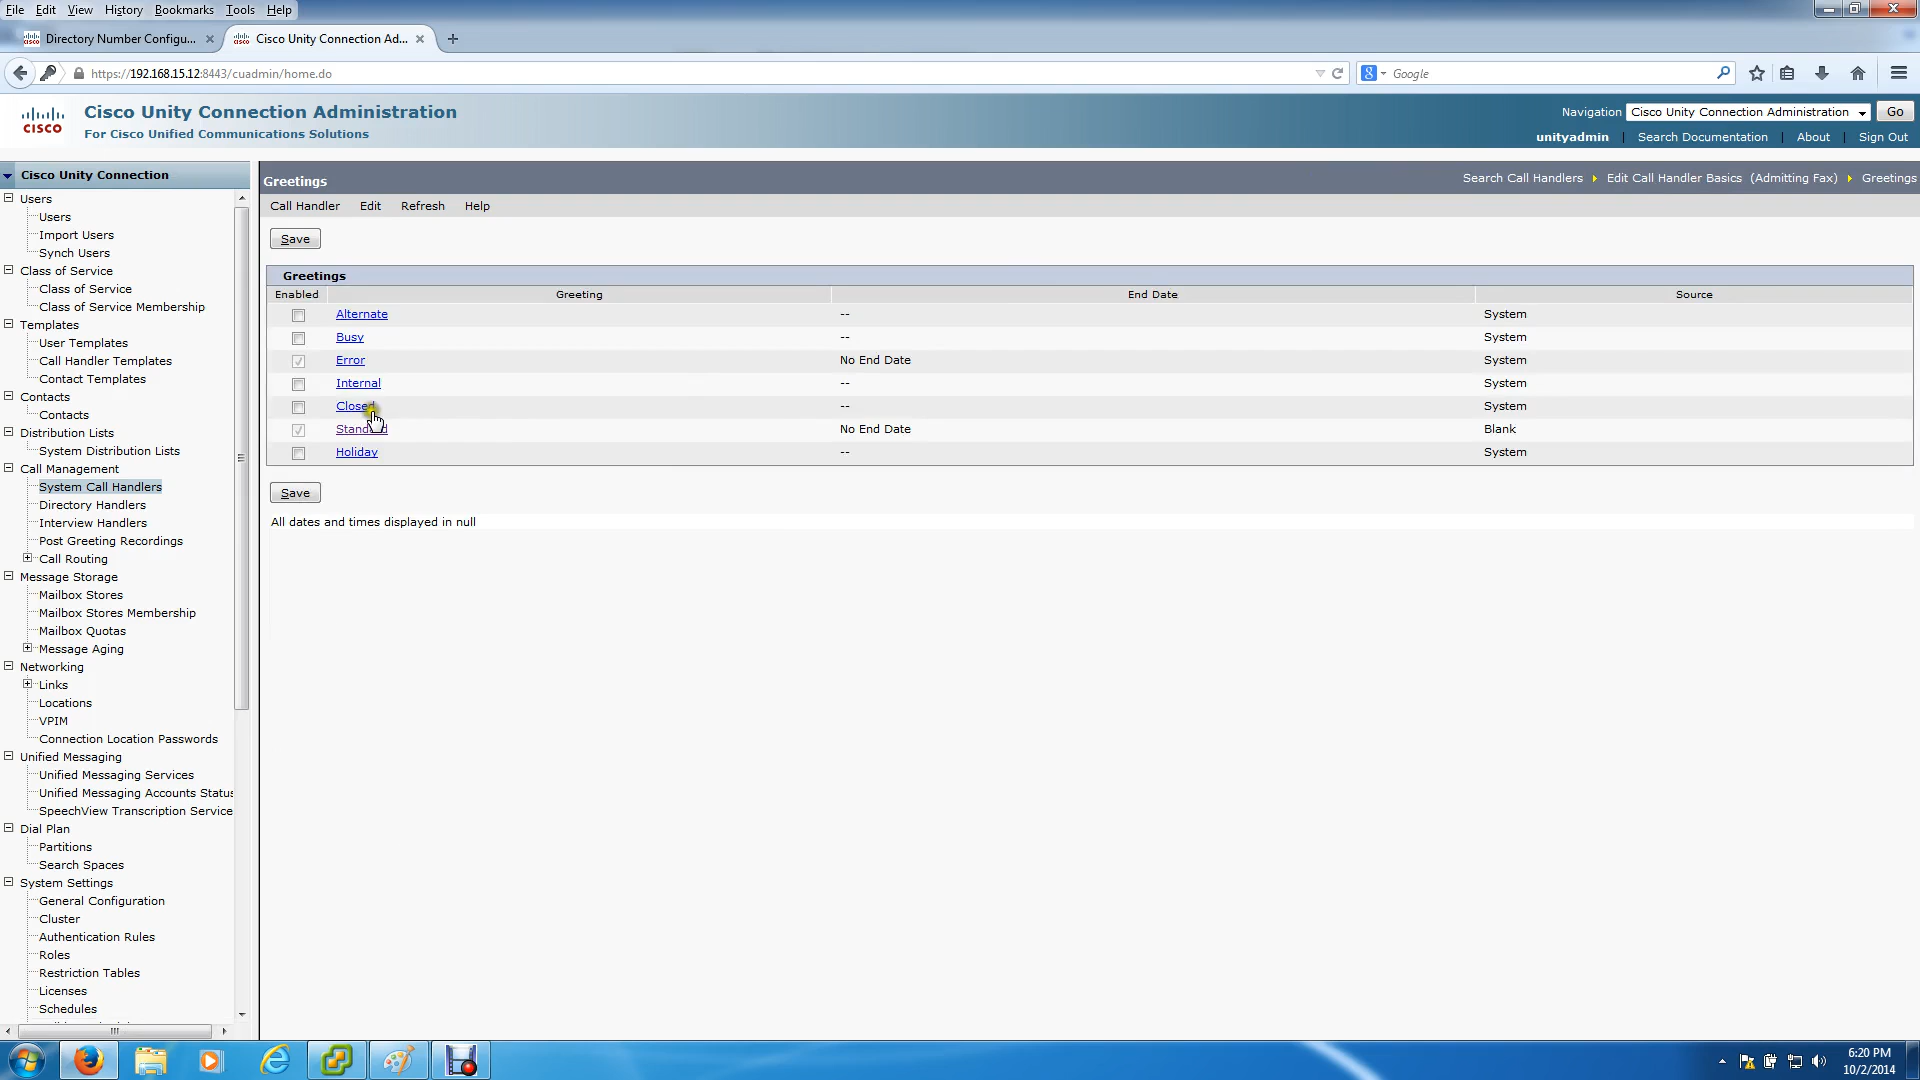 File Edit View History Bookmarks Tools Help
Directory Number Configu... Cisco Unity Connection Ad...
https://192.168.15.12:8443/cuadmin/home.do Google
Cisco Unity Connection Administration
For Cisco Unified Communications Solutions
CISCO
Navigation Cisco Unity Connection Administration Go
unityadmin Search Documentation About Sign Out
Cisco Unity Connection
Users
Users
Import Users
Synch Users
Class of Service
Class of Service
Class of Service Membership
Templates
User Templates
Call Handler Templates
Contact Templates
Contacts
Contacts
Distribution Lists
System Distribution Lists
Call Management
System Call Handlers
Directory Handlers
Interview Handlers
Post Greeting Recordings
Call Routing
Message Storage
Mailbox Stores
Mailbox Stores Membership
Mailbox Quotas
Message Aging
Networking
Links
Locations
VPIM
Connection Location Passwords
Unified Messaging
Unified Messaging Services
Unified Messaging Accounts Status
SpeechView Transcription Service
Dial Plan
Partitions
Search Spaces
System Settings
General Configuration
Cluster
Authentication Rules
Roles
Restriction Tables
Licenses
Schedules
Greetings Search Call Handlers Edit Call Handler Basics (Admitting Fax) Greetings
Call Handler Edit Refresh Help
Save
Greetings
Enabled Greeting End Date Source
Alternate -- System
Busy -- System
Error No End Date System
Internal -- System
Closed -- System
Standard No End Date Blank
Holiday -- System
Save
All dates and times displayed in null
6:20 PM
10/2/2014